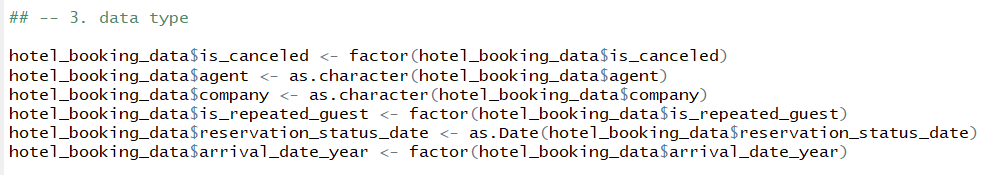 ## -- 3. data type
hotel_booking_data$is_canceled <- factor(hotel_booking_data$is_canceled)
hotel_booking_data$agent <- as.character(hotel_booking_data$agent)
hotel_booking_data$company <- as.character(hotel_booking_data$company)
hotel_booking_data$is_repeated_guest <- factor(hotel_booking_data$is_repeated_guest)
hotel_booking_data$reservation_status_date <- as.Date(hotel_booking_data$reservation_status_date)
hotel_booking_data$arrival_date_year <- factor(hotel_booking_data$arrival_date_year)